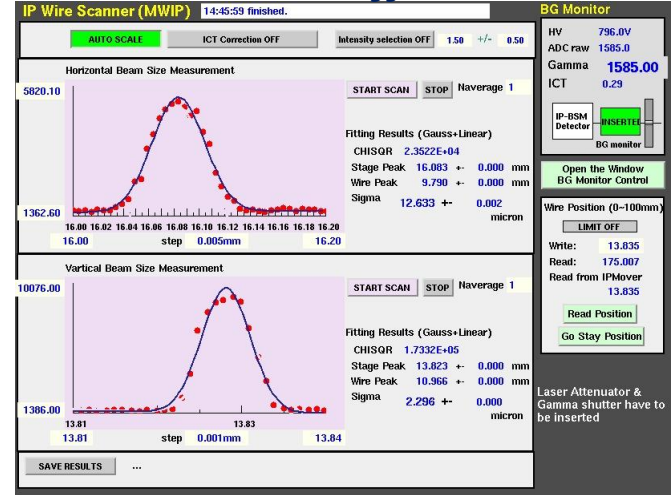 IP Wire Scanner (MWIP) 14:45:59 finished.
AUTO SCALE ICT Correction OFF Intensity selection OFF 1.50 +/- 0.50
Horizontal Beam Size Measurement
5820.10
1362.60
16.00 16.02 16.04 16.06 16.08 16.10 16.12 16.14 16.16 16.18 16.20
16.00 step 0.005mm 16.20
START SCAN STOP Naverage 1
Fitting Results (Gauss+Linear)
CHISQR 2.3522E+04
Stage Peak 16.083 +- 0.000 mm
Wire Peak 9.790 +- 0.000 mm
Sigma 12.633 +- 0.002
micron
Vartical Beam Size Measurement
10076.00
1386.00
13.81 13.83
13.81 step 0.001mm 13.84
START SCAN STOP Naverage 1
Fitting Results (Gauss+Linear)
CHISQR 1.7332E+05
Stage Peak 13.823 +- 0.000 mm
Wire Peak 10.966 +- 0.000 mm
Sigma 2.296 +- 0.000
micron
SAVE RESULTS ...
BG Monitor
HV 796.0V
ADC raw 1585.0
Gamma 1585.00
ICT 0.29
IP-BSM
Detector
INSERTED
BG monitor
Open the Window
BG Monitor Control
Wire Position (0~100mm)
LIMIT OFF
Write: 13.835
Read: 175.007
Read from IPMover
13.835
Read Position
Go Stay Position
Laser Attenuator &
Gamma shutter have to
be inserted